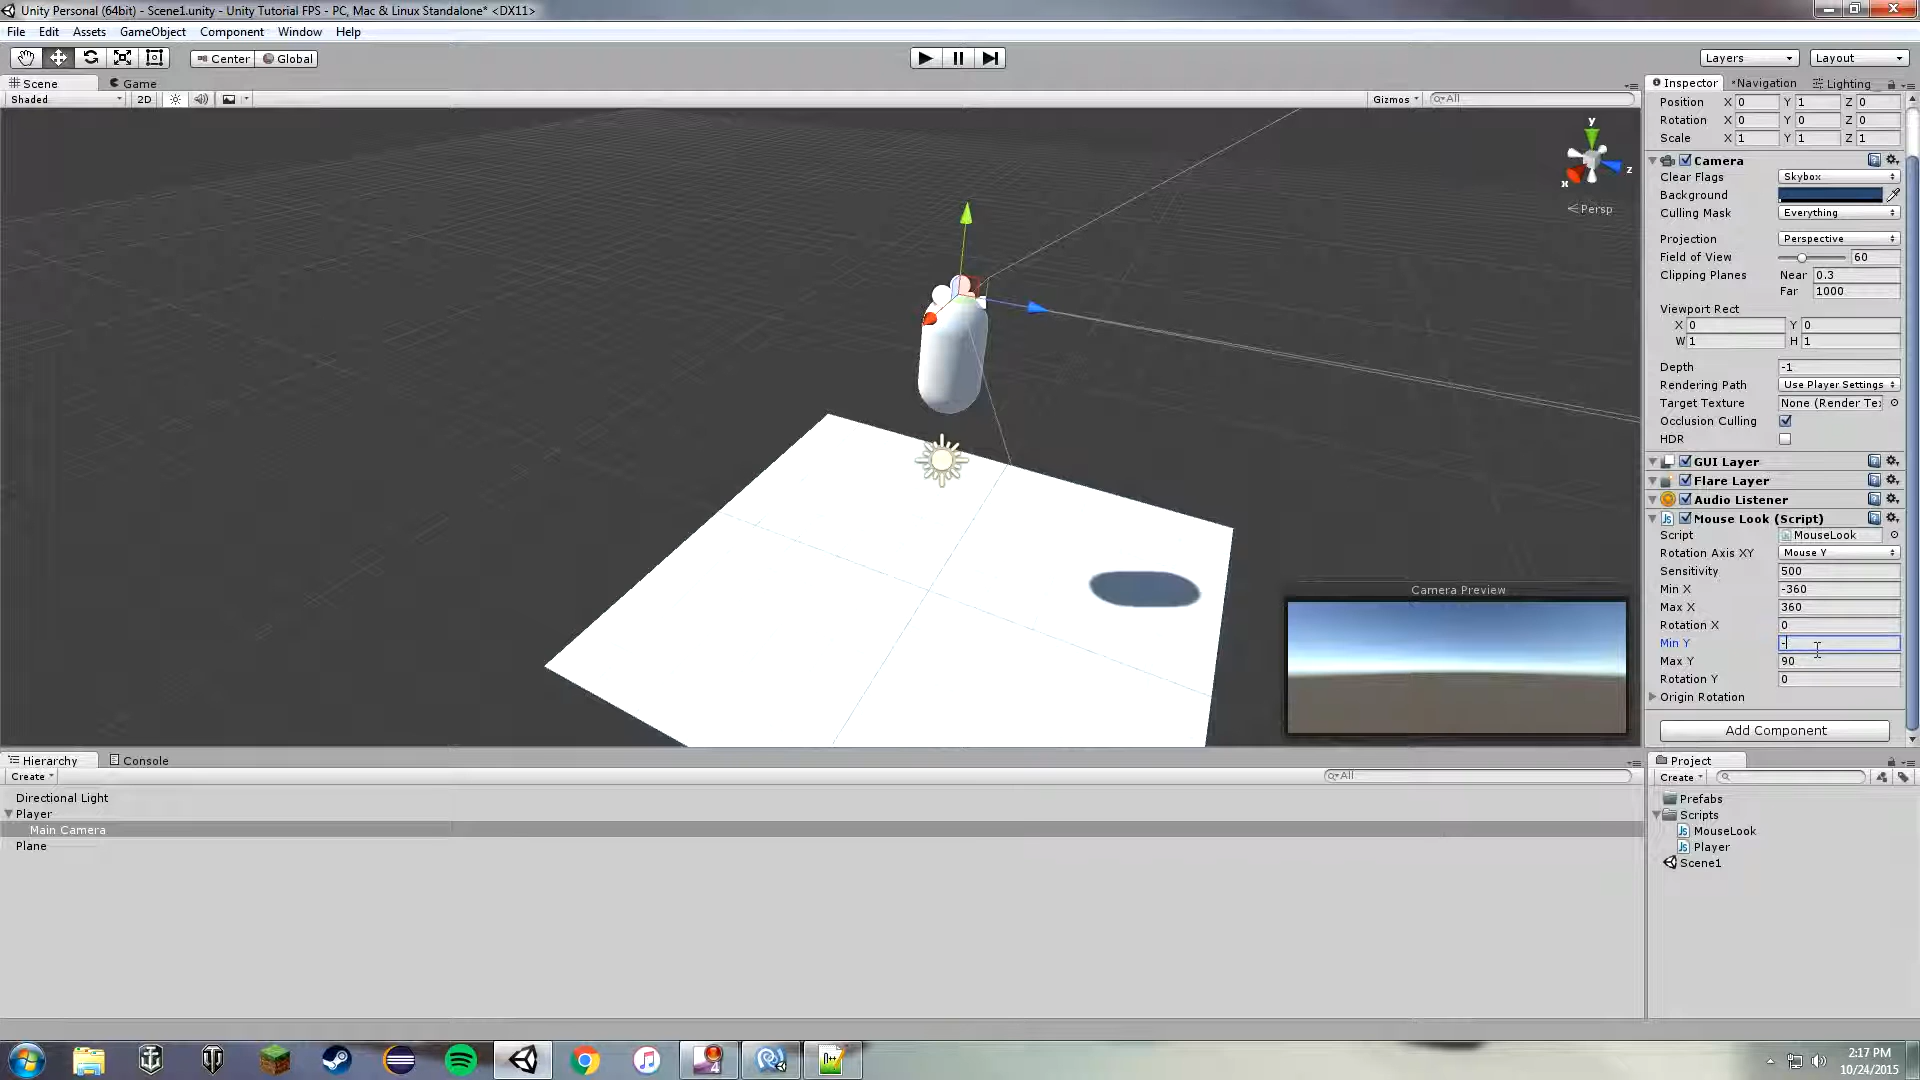 Unity Personal (64bit) - Scene1.unity - Unity Tutorial FPS - PC, Mac & Linux Standalone* <DX11>
File Edit Assets GameObject Component Window Help
Center Global Layers Layout
Scene Game Inspector *Navigation Lighting
Shaded 2D Gizmos All
Position X 0 Y 1 Z 0
Rotation X 0 Y 0 Z 0
Scale X 1 Y 1 Z 1
y
z
x
Persp
Camera
Clear Flags Skybox
Background
Culling Mask Everything
Projection Perspective
Field of View 60
Clipping Planes Near 0.3
Far 1000
Viewport Rect
X 0 Y 0
W 1 H 1
Depth -1
Rendering Path Use Player Settings
Target Texture None (Render Te
Occlusion Culling
HDR
GUI Layer
Flare Layer
Audio Listener
Mouse Look (Script)
Script MouseLook
Rotation Axis XY Mouse Y
Sensitivity 500
Min X -360
Max X 360
Rotation X 0
Min Y -
Max Y 90
Rotation Y 0
Origin Rotation
Add Component
Camera Preview
Hierarchy Console
Create All
Directional Light
Player
Main Camera
Plane
Project
Create
Prefabs
Scripts
MouseLook
Player
Scene1
2:17 PM
10/24/2015